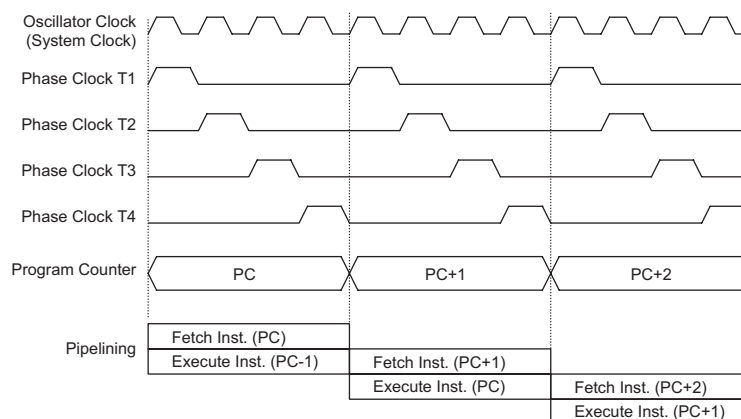 Oscillator Clock
(System Clock)
Phase Clock T1
Phase Clock T2
Phase Clock T3
Phase Clock T4
Program Counter
PC
PC+1
PC+2
Pipelining
Fetch Inst. (PC)
Execute Inst. (PC-1)
Fetch Inst. (PC+1)
Execute Inst. (PC)
Fetch Inst. (PC+2)
Execute Inst. (PC+1)